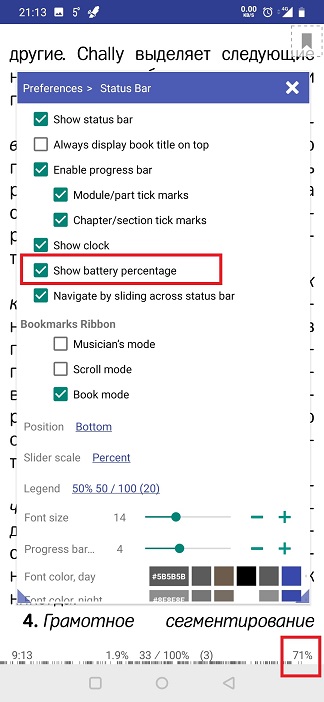 21:13 5° 0.00 KB/S 4G
другие. Chally выделяет следующие
Preferences > Status Bar
Show status bar
Always display book title on top
Enable progress bar
Module/part tick marks
Chapter/section tick marks
Show clock
Show battery percentage
Navigate by sliding across status bar
Bookmarks Ribbon
Musician's mode
Scroll mode
Book mode
Position Bottom
Slider scale Percent
Legend 50% 50 / 100 (20)
Font size 14
Progress bar... 4
Font color, day #5B5B5B
Font color, night
4. Грамотное сегментирование
9:13 1.9% 33 / 100% (3) 71%